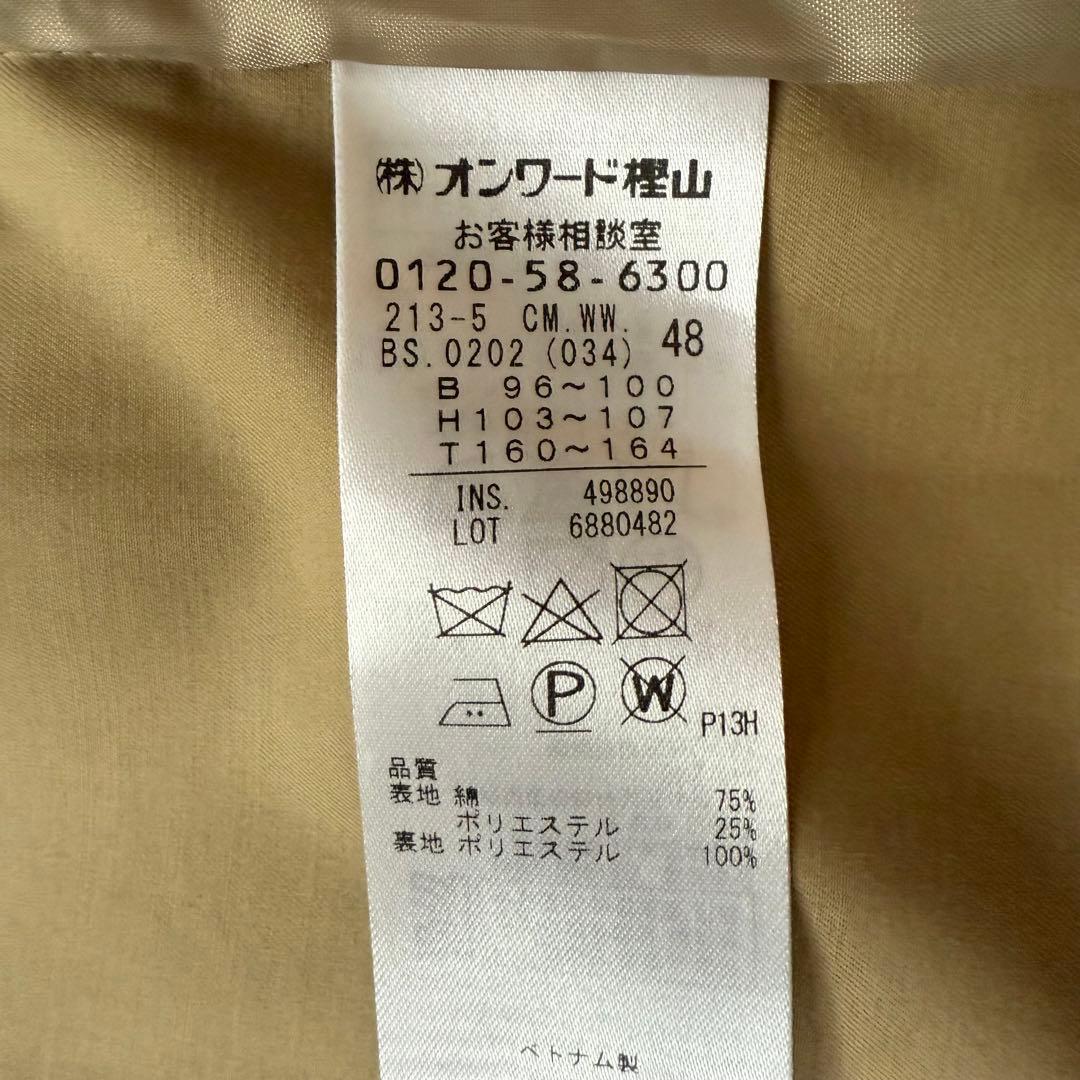 ㈱オンワード樫山
お客様相談室
0120-58-6300
213-5 CM.WW.
BS.0202 (034) 48
B 96～100
H103～107
T160～164
INS. 498890
LOT 6880482
P
W
P13H
品質
表地 綿 75%
ポリエステル 25%
裏地 ポリエステル 100%
ベトナム製